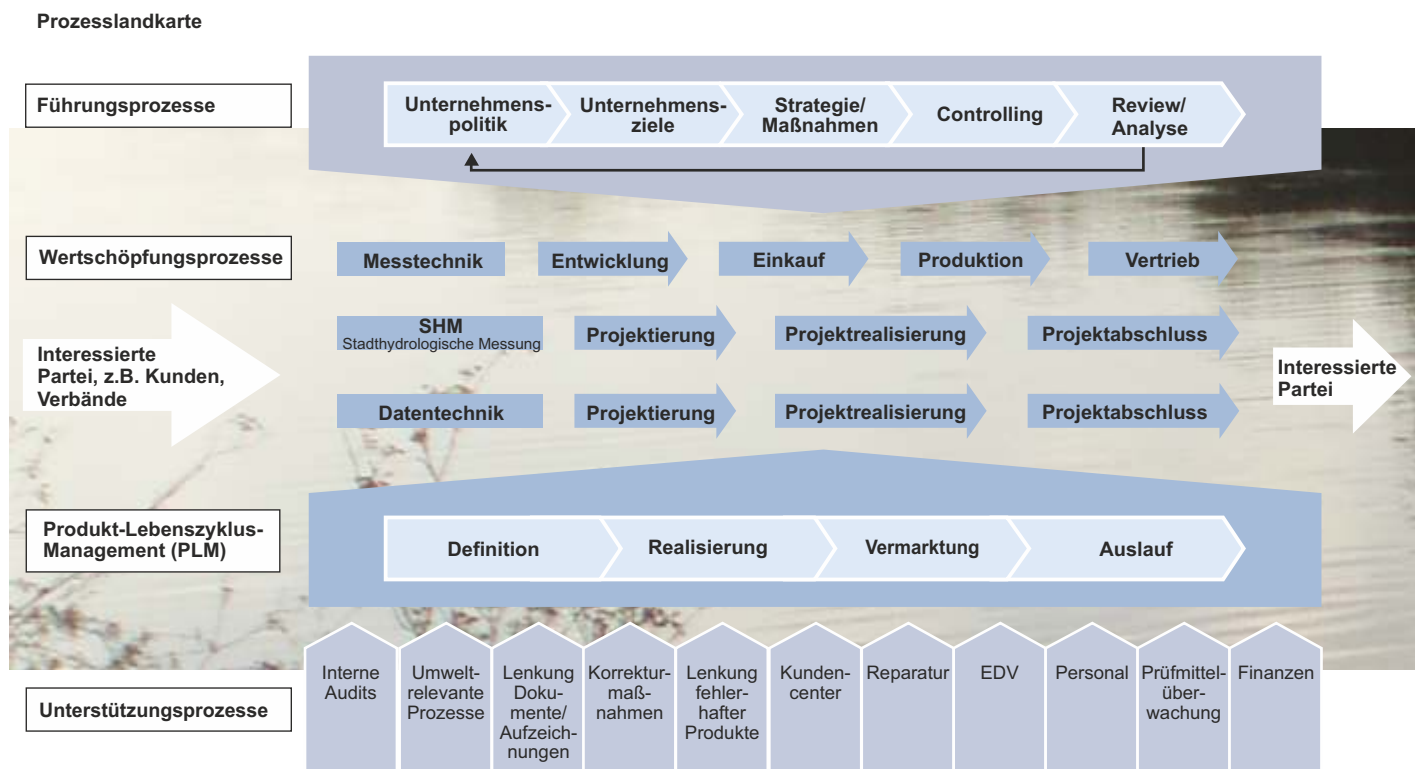 Prozesslandkarte
Führungsprozesse
Unternehmens-
politik
Unternehmens-
ziele
Strategie/
Maßnahmen
Controlling
Review/
Analyse
Wertschöpfungsprozesse
Messtechnik
Entwicklung
Einkauf
Produktion
Vertrieb
SHM
Stadthydrologische Messung
Projektierung
Projektrealisierung
Projektabschluss
Interessierte
Partei, z.B. Kunden,
Verbände
Interessierte
Partei
Datentechnik
Projektierung
Projektrealisierung
Projektabschluss
Produkt-Lebenszyklus-
Management (PLM)
Definition
Realisierung
Vermarktung
Auslauf
Unterstützungsprozesse
Interne
Audits
Umwelt-
relevante
Prozesse
Lenkung
Doku-
mente/
Aufzeich-
nungen
Korrektur-
maß-
nahmen
Lenkung
fehler-
hafter
Produkte
Kunden-
center
Reparatur
EDV
Personal
Prüfmittel-
über-
wachung
Finanzen